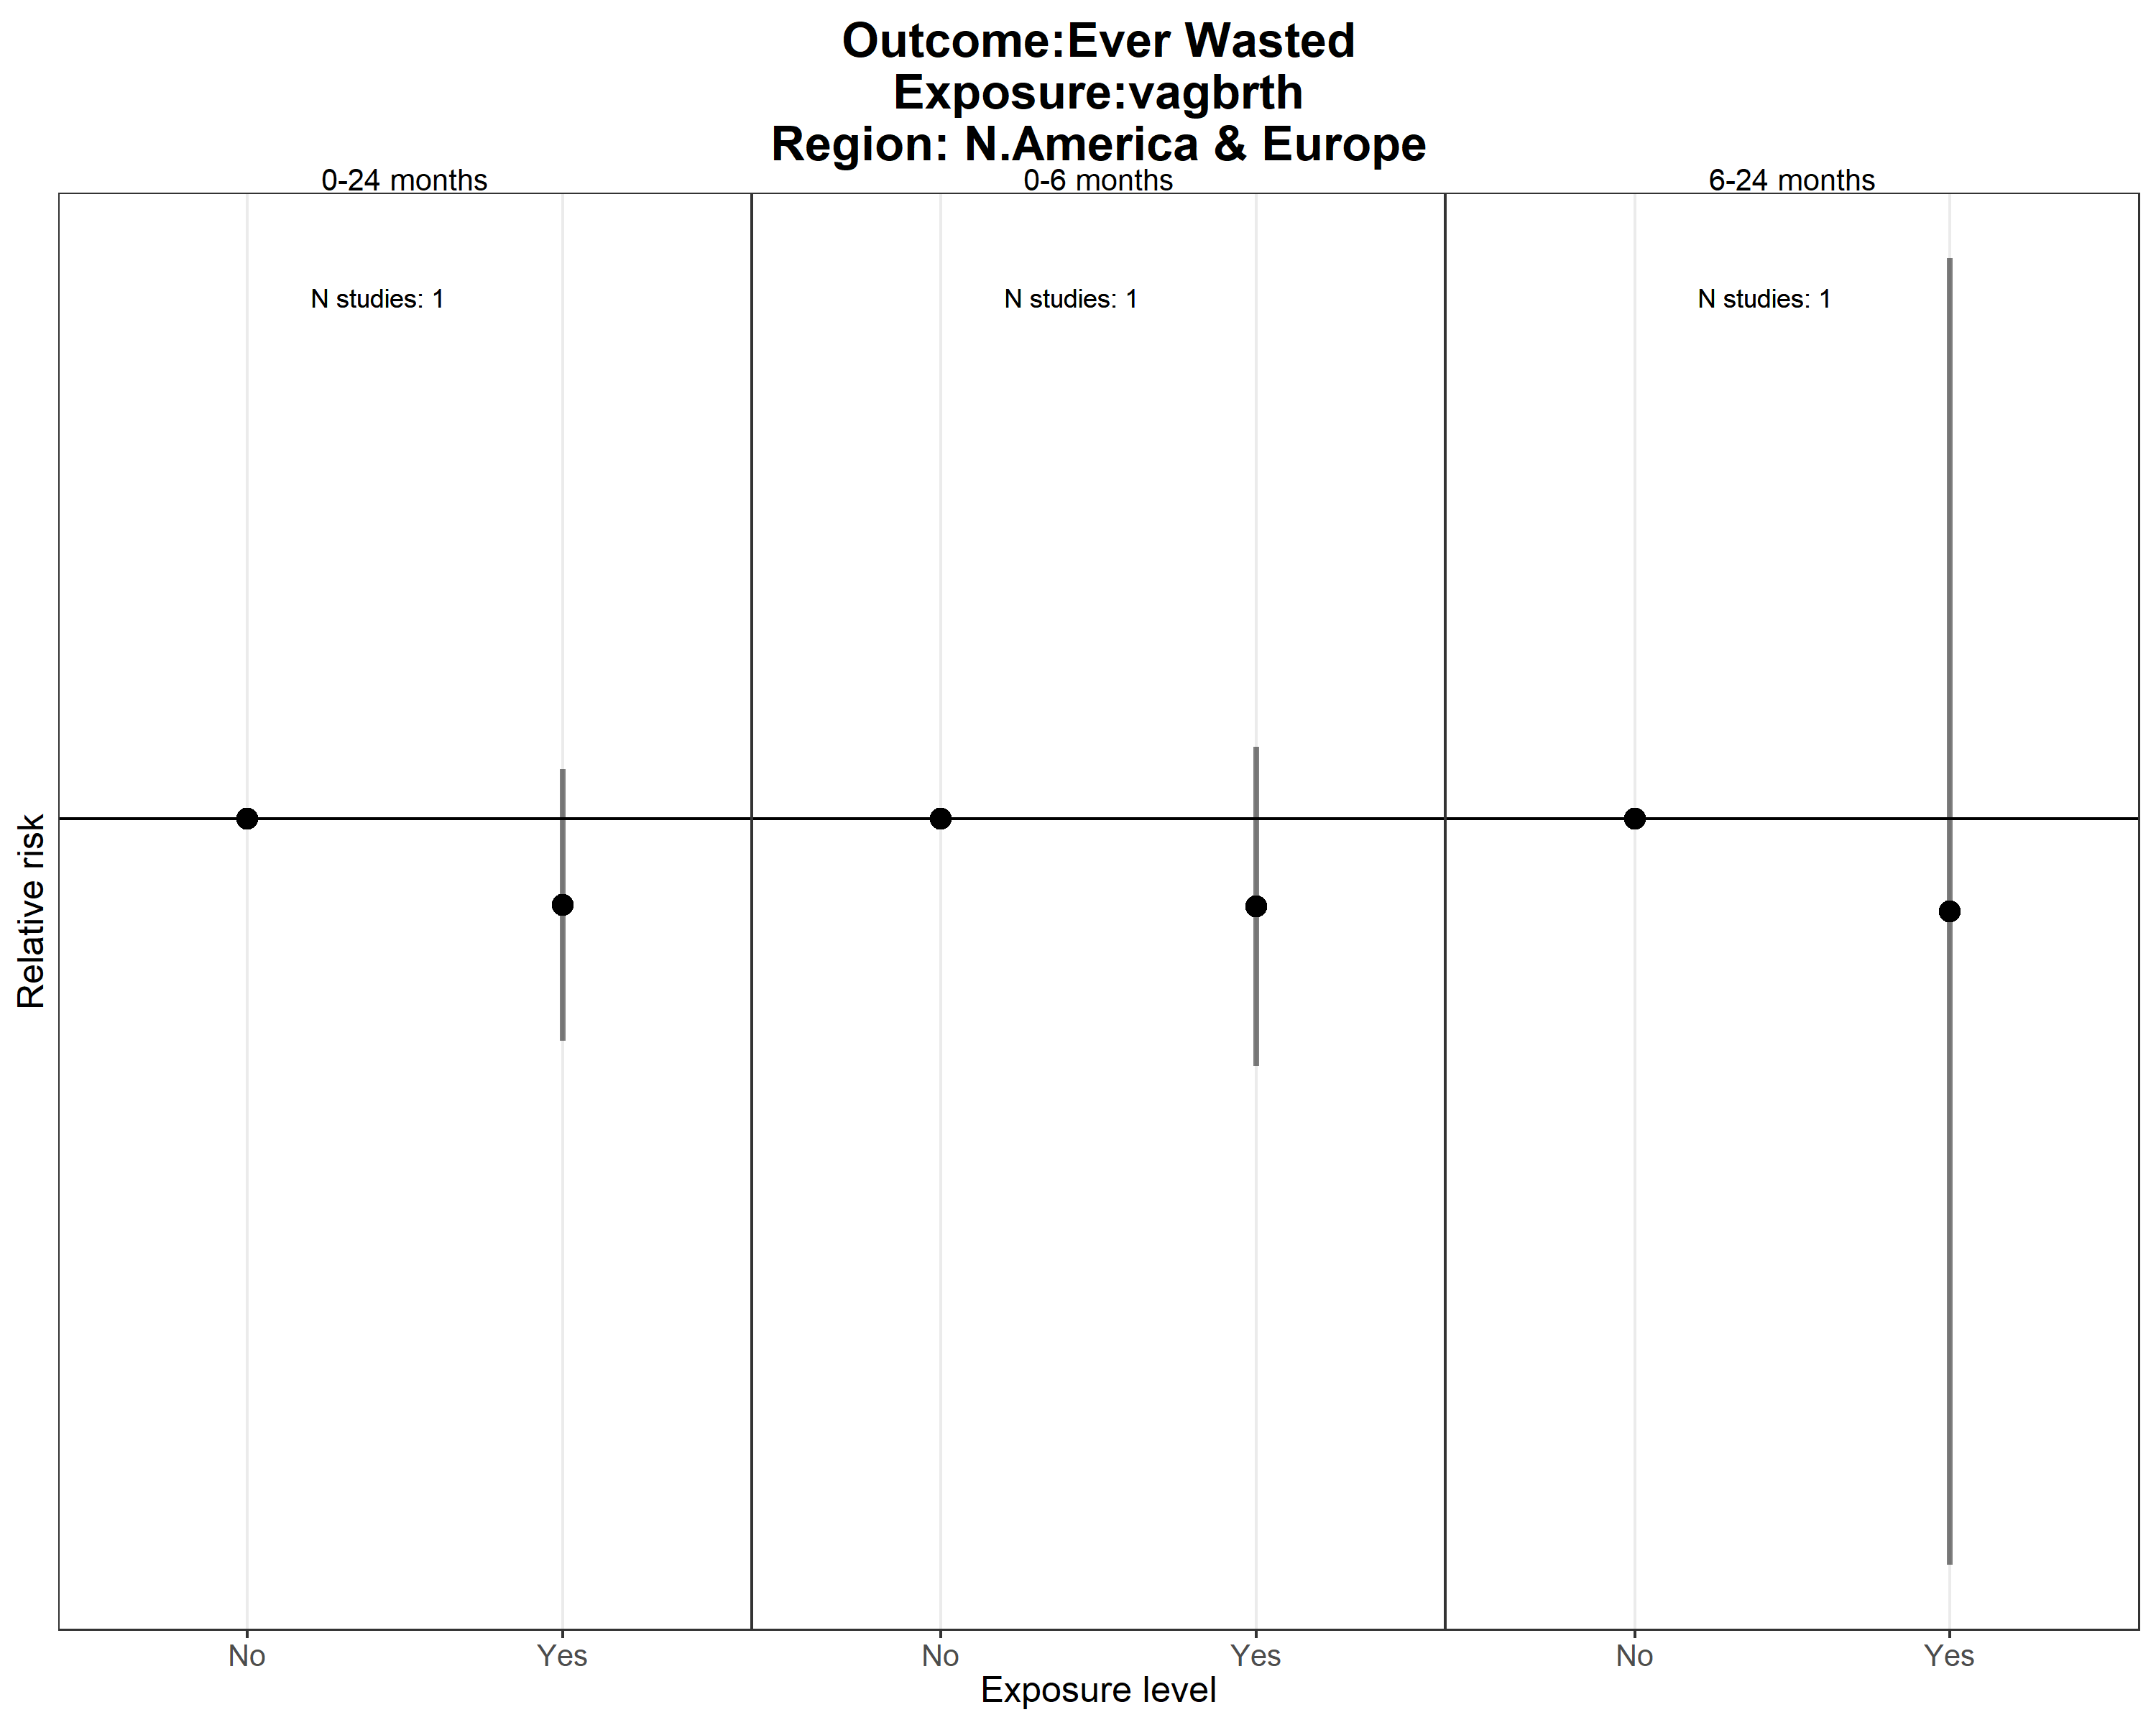 Outcome:Ever Wasted
Exposure:vagbrth
Region: N.America & Europe
0-24 months
0-6 months
6-24 months
N studies: 1
N studies: 1
N studies: 1
Relative risk
No
Yes
No
Yes
No
Yes
Exposure level